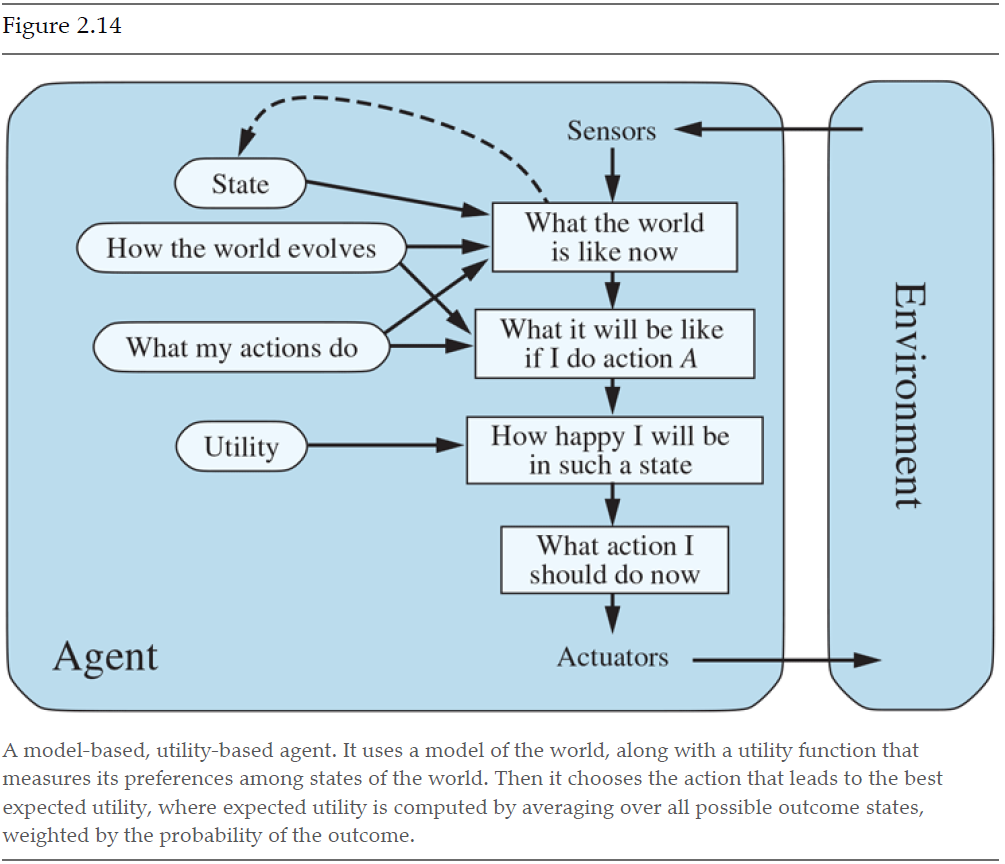 Figure 2.14
Sensors
State
What the world
is like now
How the world evolves
What it will be like
if I do action A
What my actions do
How happy I will be
in such a state
Utility
What action I
should do now
Agent
Actuators
Environment
A model-based, utility-based agent. It uses a model of the world, along with a utility function that
measures its preferences among states of the world. Then it chooses the action that leads to the best
expected utility, where expected utility is computed by averaging over all possible outcome states,
weighted by the probability of the outcome.